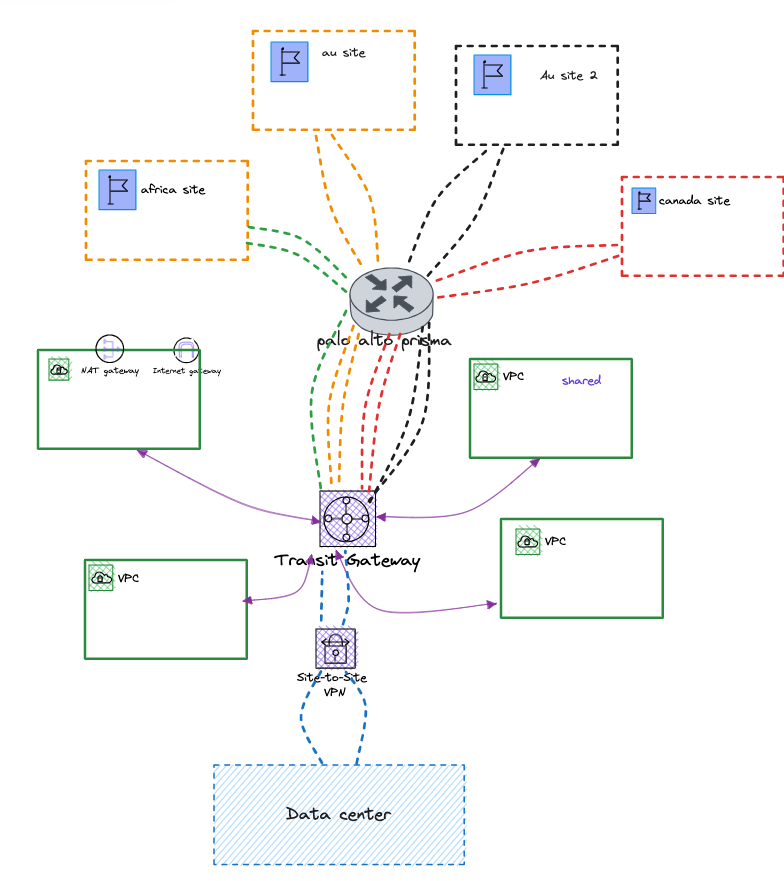 au site
Au site 2
africa site
canada site
palo alto prisma
NAT gateway
Internet gateway
VPC
shared
Transit Gateway
VPC
VPC
Site-to-Site
VPN
Data center